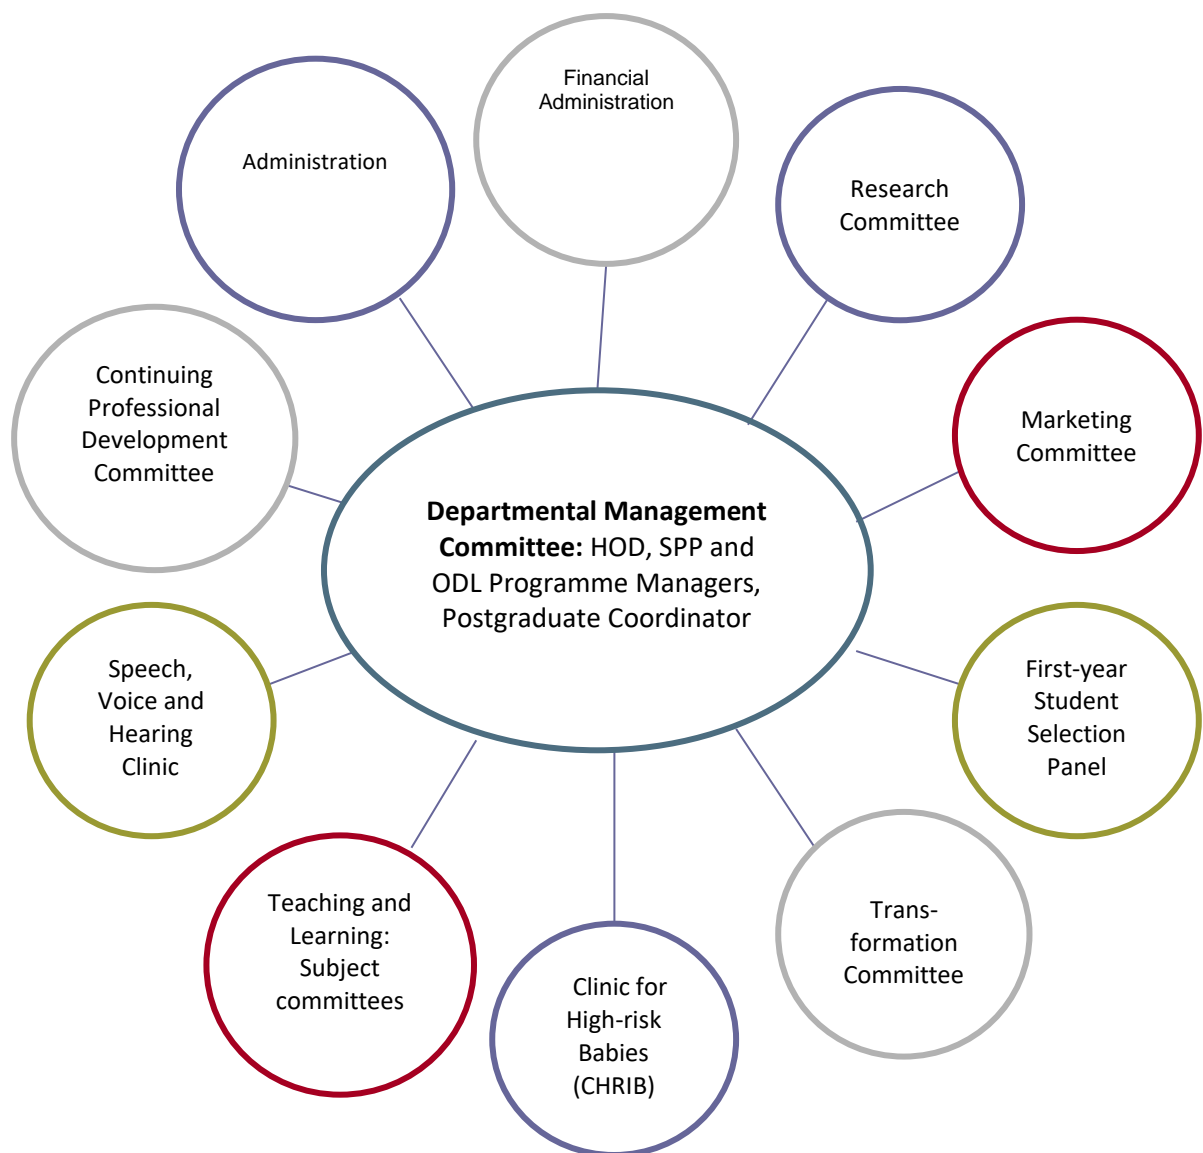 Financial
Administration
Administration
Research
Committee
Continuing
Professional
Development
Committee
Marketing
Committee
Departmental Management
Committee: HOD, SPP and
ODL Programme Managers,
Postgraduate Coordinator
Speech,
Voice and
Hearing
Clinic
First-year
Student
Selection
Panel
Teaching and
Learning:
Subject
committees
Trans-
formation
Committee
Clinic for
High-risk
Babies
(CHRIB)